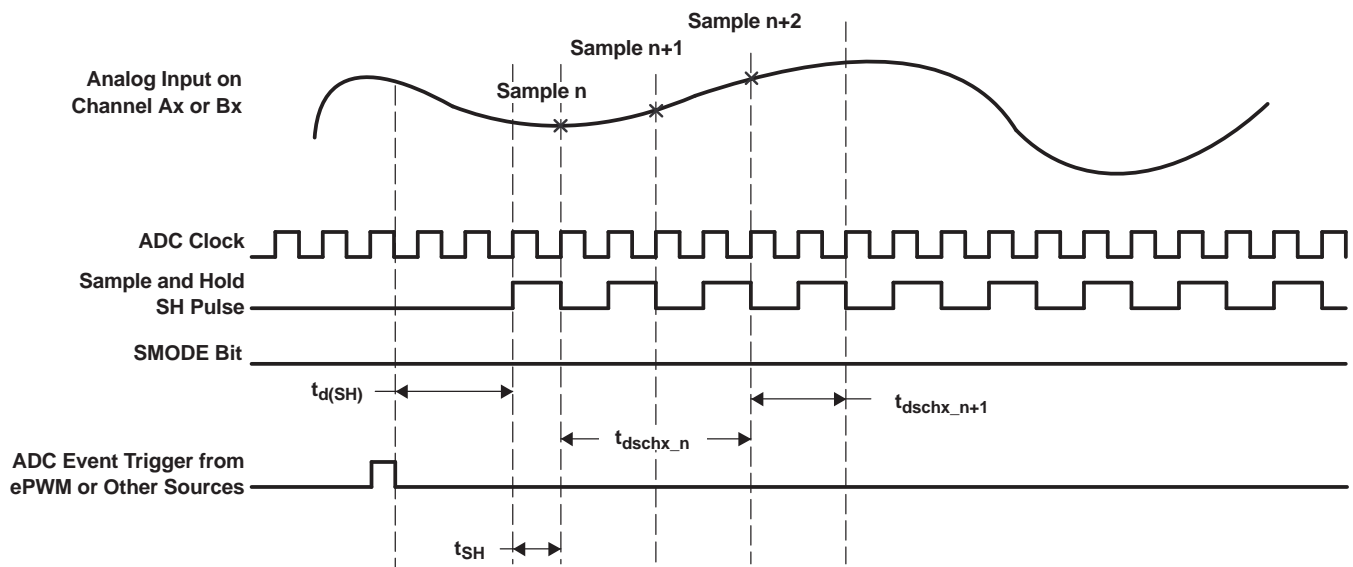 Sample n+2
Sample n+1
Analog Input on
Channel Ax or Bx
Sample n
ADC Clock
Sample and Hold
SH Pulse
SMODE Bit
td(SH)
tdschx_n+1
tdschx_n
ADC Event Trigger from
ePWM or Other Sources
tSH